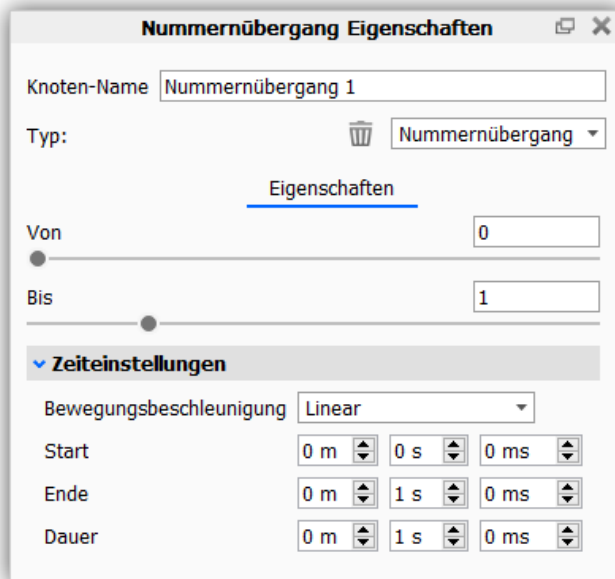 Nummernübergang Eigenschaften
Knoten-Name Nummernübergang 1
Typ: Nummernübergang
Eigenschaften
Von 0
Bis 1
Zeiteinstellungen
Bewegungsbeschleunigung Linear
Start 0 m 0 s 0 ms
Ende 0 m 1 s 0 ms
Dauer 0 m 1 s 0 ms